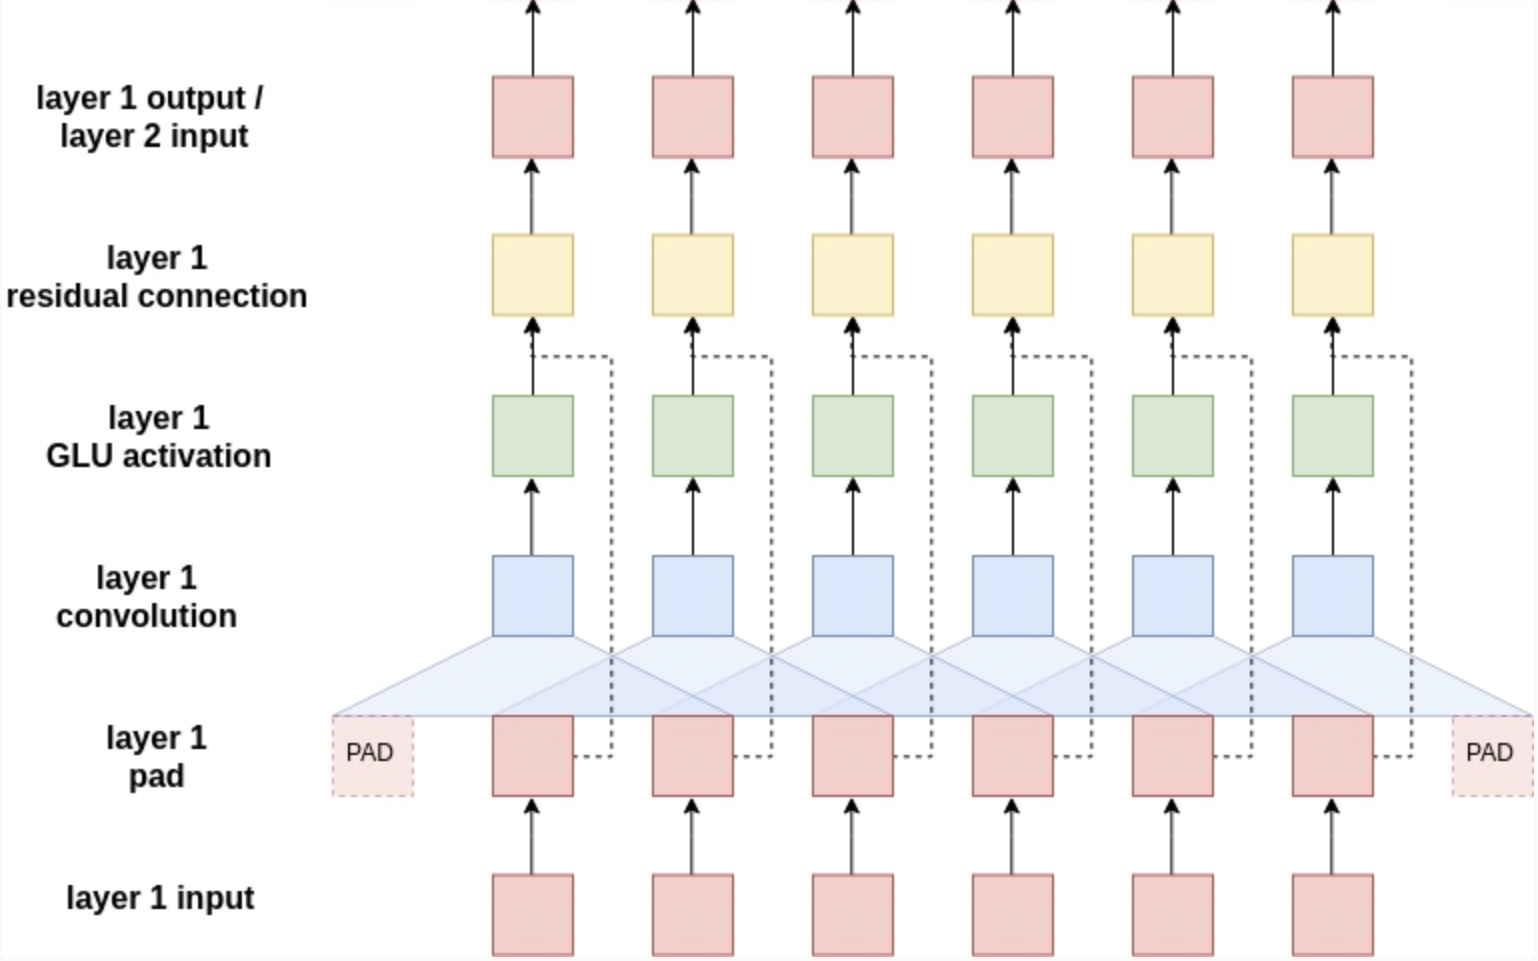 layer 1 output /
layer 2 input
layer 1
residual connection
layer 1
GLU activation
layer 1
convolution
layer 1
pad
PAD
PAD
layer 1 input